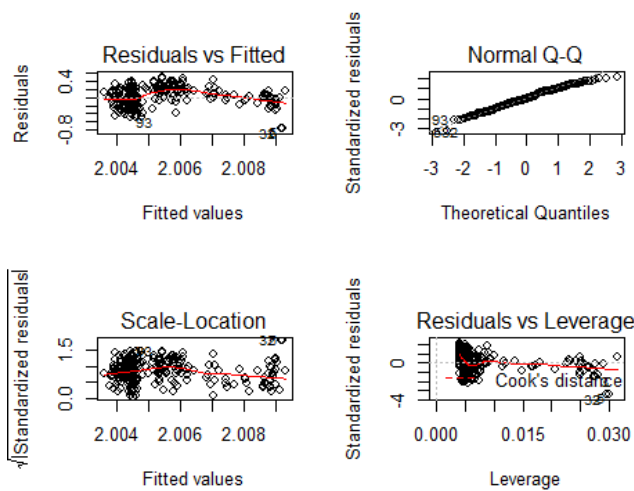 Residuals vs Fitted
Residuals
0.4
-0.8
93
2.004
2.006
2.008
Fitted values
Normal Q-Q
Standardized residuals
0
-3
93
-3
-2
-1
0
1
2
3
Theoretical Quantiles
Scale-Location
√|Standardized residuals|
1.5
0.0
2.004
2.006
2.008
Fitted values
Residuals vs Leverage
Standardized residuals
0
-4
Cook's distance
0.000
0.015
0.030
Leverage